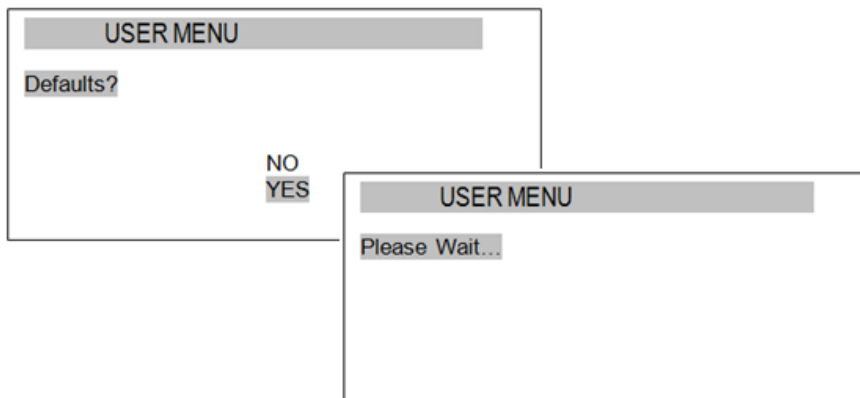 USER MENU
Defaults?
NO
YES
USER MENU
Please Wait...